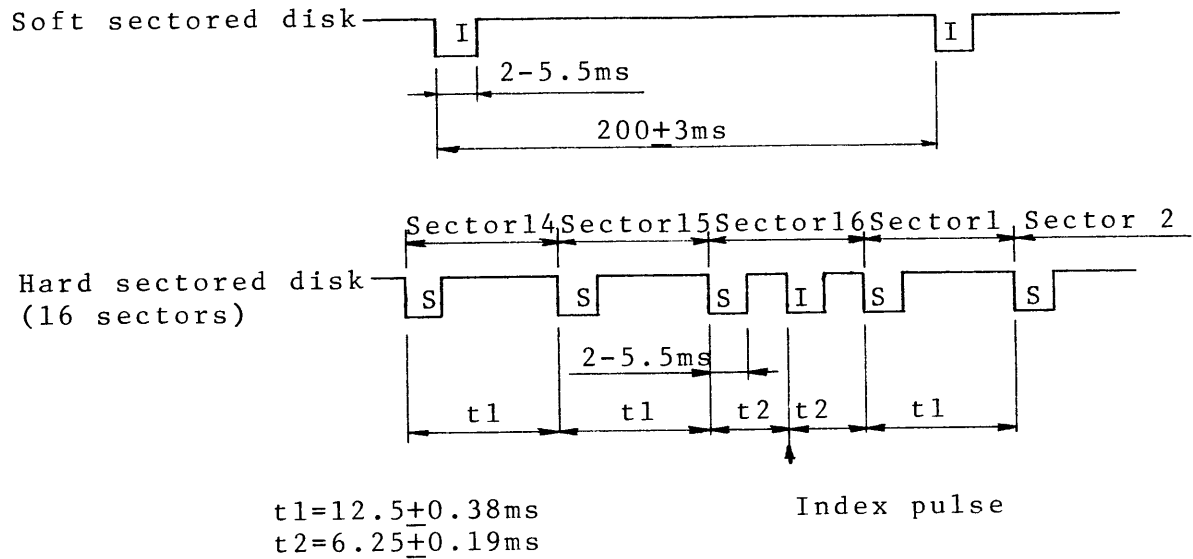 Soft sectored disk
I
I
2-5.5ms
200±3ms
Sector14 Sector15 Sector16 Sector1 Sector 2
Hard sectored disk
(16 sectors)
S
S
S
I
S
S
2-5.5ms
t1
t1
t2
t2
t1
t1=12.5±0.38ms
t2=6.25±0.19ms
Index pulse